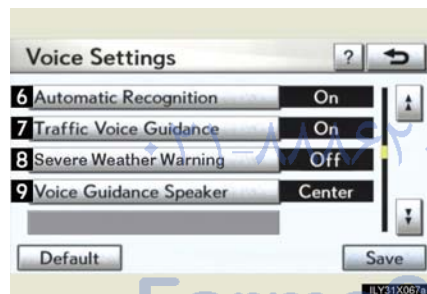 Voice Settings ?
6 Automatic Recognition On
7 Traffic Voice Guidance On
8 Severe Weather Warning Off
9 Voice Guidance Speaker Center
Default Save
ILY31X067a